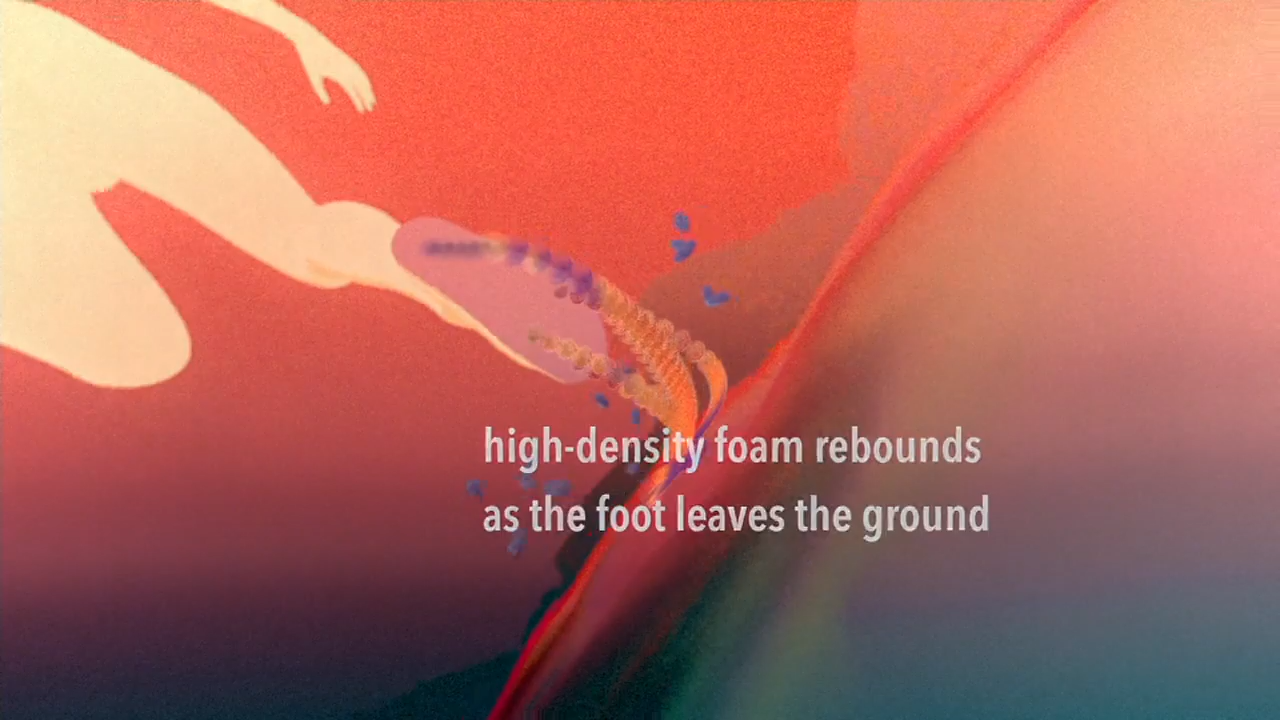 high-density foam rebounds
as the foot leaves the ground